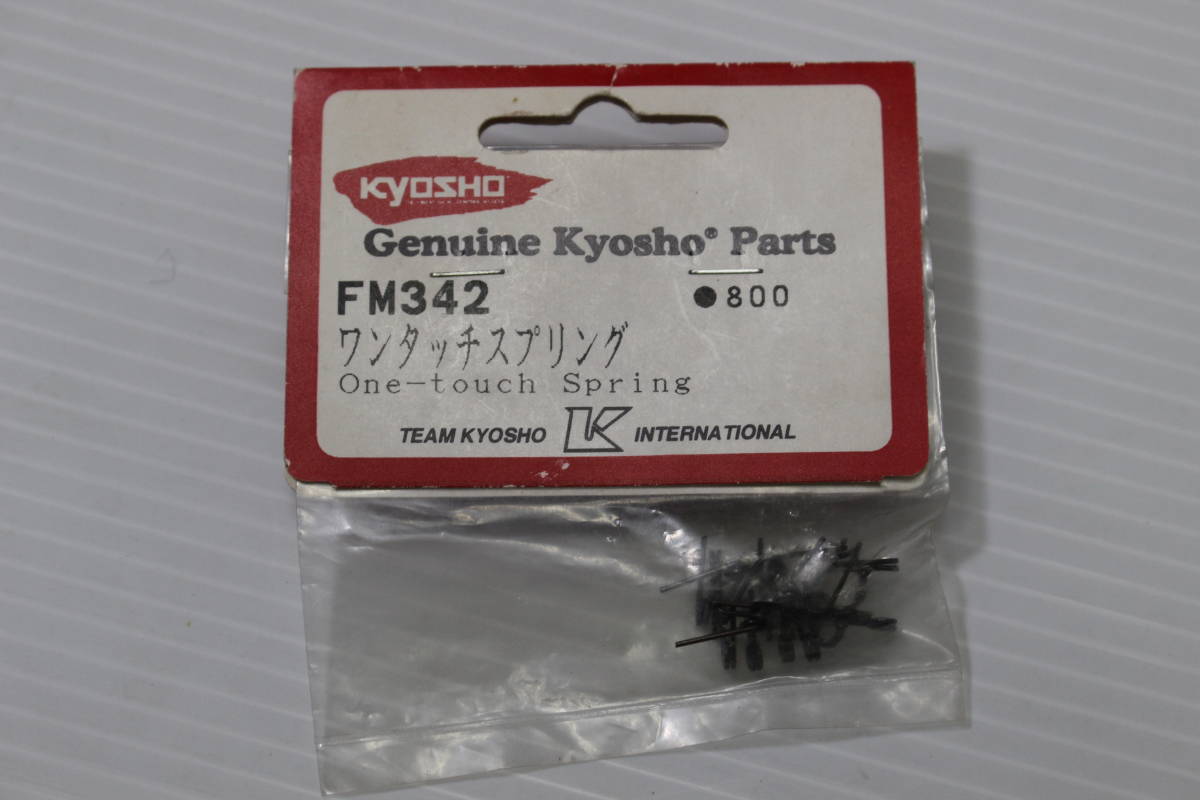 KYOSHO
Genuine Kyosho® Parts
FM342 ●800
ワンタッチスプリング
One-touch Spring
TEAM KYOSHO K INTERNATIONAL